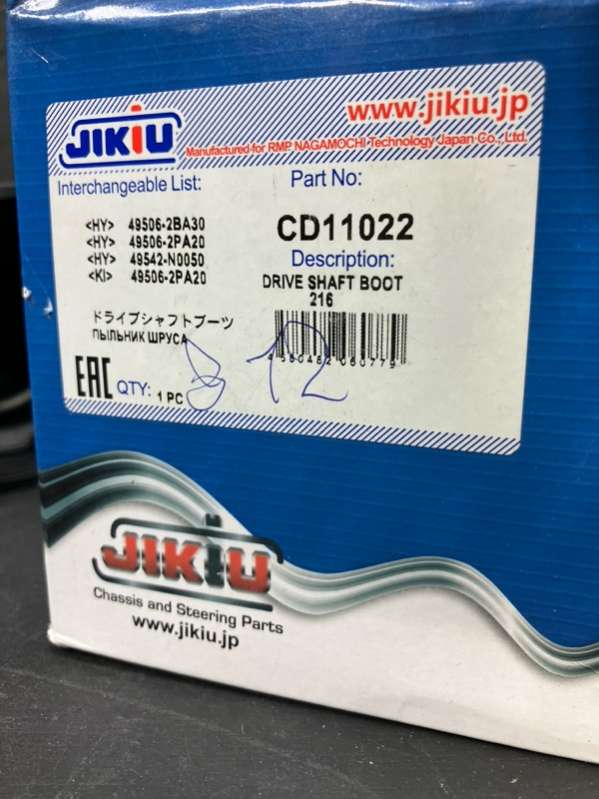 JIKIU
www.jikiu.jp
Manufactured for RMP NAGAMOCHI Technology Japan Co., Ltd.
Interchangeable List:
Part No:
<HY> 49506-2BA30
<HY> 49506-2PA20
<HY> 49542-N0050
<KI> 49506-2PA20
CD11022
Description:
DRIVE SHAFT BOOT
216
ドライブシャフトブーツ
ПЫЛЬНИК ШРУСА
EAC
QTY: 1 PC
12
JIKIU
Chassis and Steering Parts
www.jikiu.jp